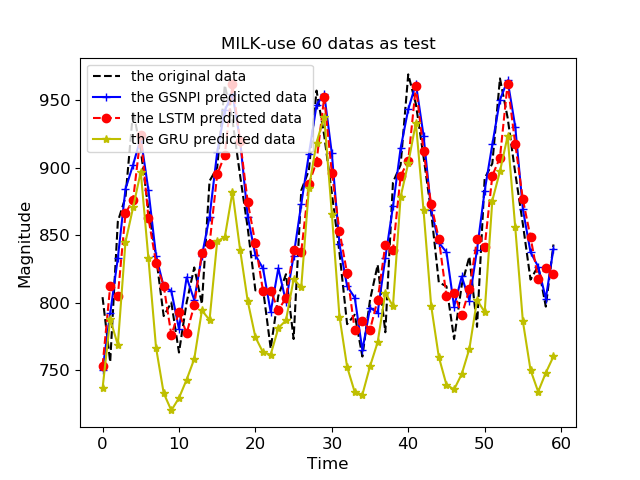 MILK-use 60 datas as test
the original data
the GSNPI predicted data
the LSTM predicted data
the GRU predicted data
Magnitude
950
900
850
800
750
0 10 20 30 40 50 60
Time